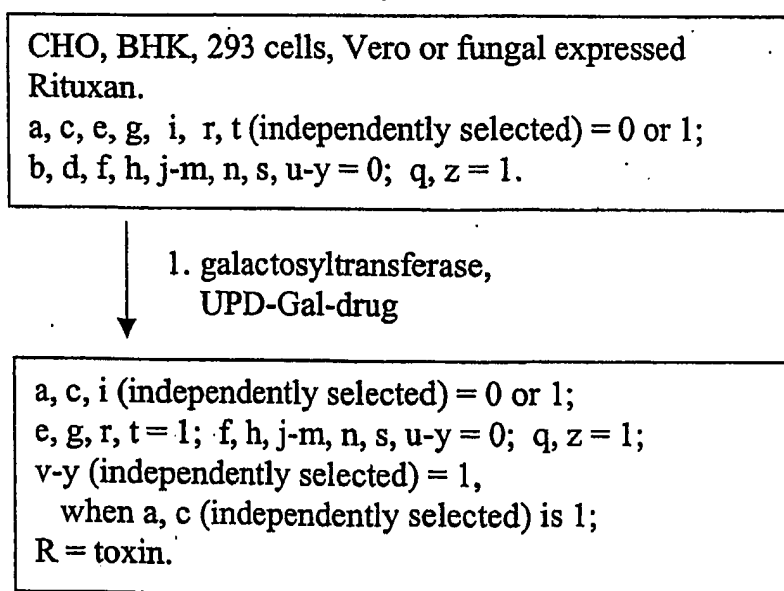 CHO, BHK, 293 cells, Vero or fungal expressed
Rituxan.
a, c, e, g, i, r, t (independently selected) = 0 or 1;
b, d, f, h, j-m, n, s, u-y = 0; q, z = 1.
1. galactosyltransferase,
UPD-Gal-drug
a, c, i (independently selected) = 0 or 1;
e, g, r, t = 1; f, h, j-m, n, s, u-y = 0; q, z = 1;
v-y (independently selected) = 1,
when a, c (independently selected) is 1;
R = toxin.